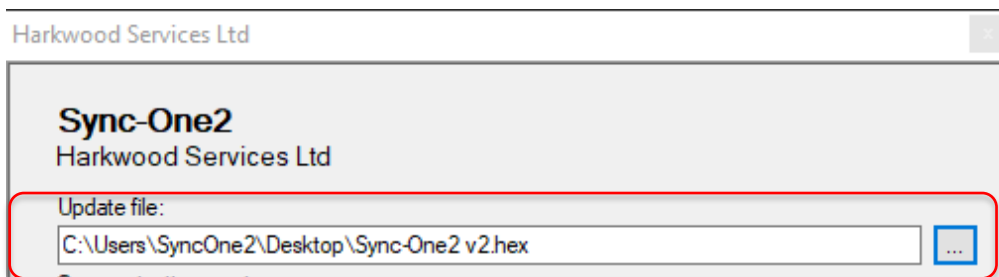 Harkwood Services Ltd
x
Sync-One2
Harkwood Services Ltd
Update file:
C:\Users\SyncOne2\Desktop\Sync-One2 v2.hex
...